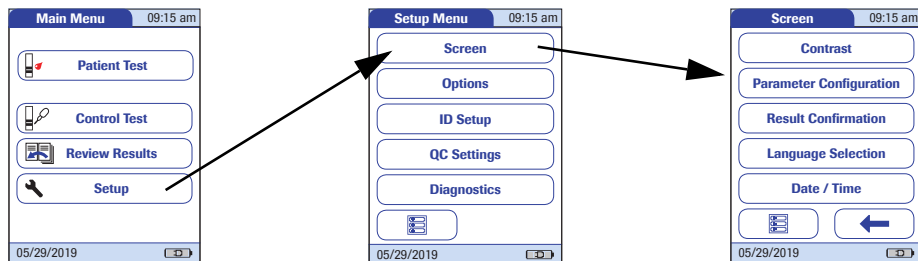 Main Menu 09:15 am
Patient Test
Control Test
Review Results
Setup
05/29/2019
Setup Menu 09:15 am
Screen
Options
ID Setup
QC Settings
Diagnostics
05/29/2019
Screen 09:15 am
Contrast
Parameter Configuration
Result Confirmation
Language Selection
Date / Time
05/29/2019